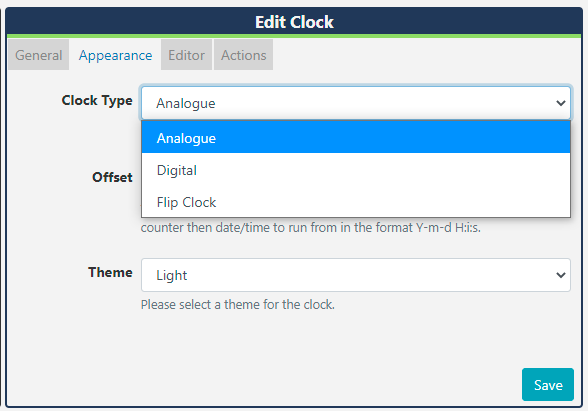 Edit Clock
General Appearance Editor Actions
Clock Type Analogue
Analogue
Digital
Offset
Flip Clock
counter then date/time to run from in the format Y-m-d H:i:s.
Theme Light
Please select a theme for the clock.
Save